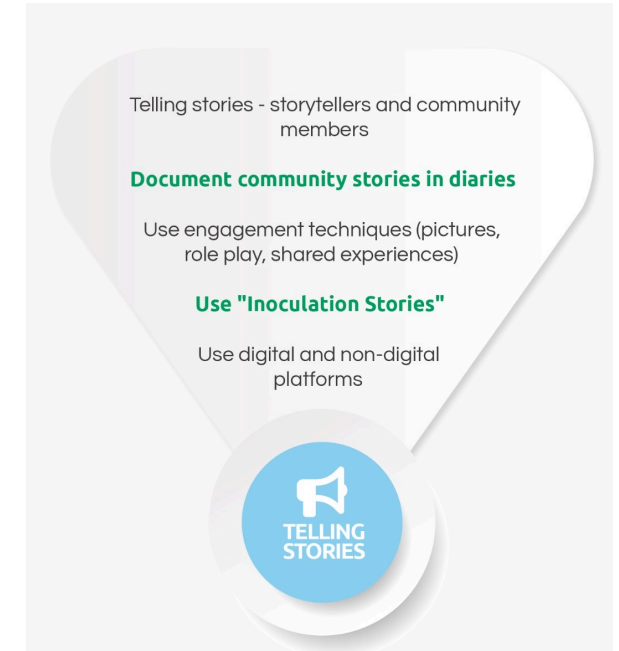 Telling stories - storytellers and community
members
Document community stories in diaries
Use engagement techniques (pictures,
role play, shared experiences)
Use "Inoculation Stories"
Use digital and non-digital
platforms
TELLING
STORIES